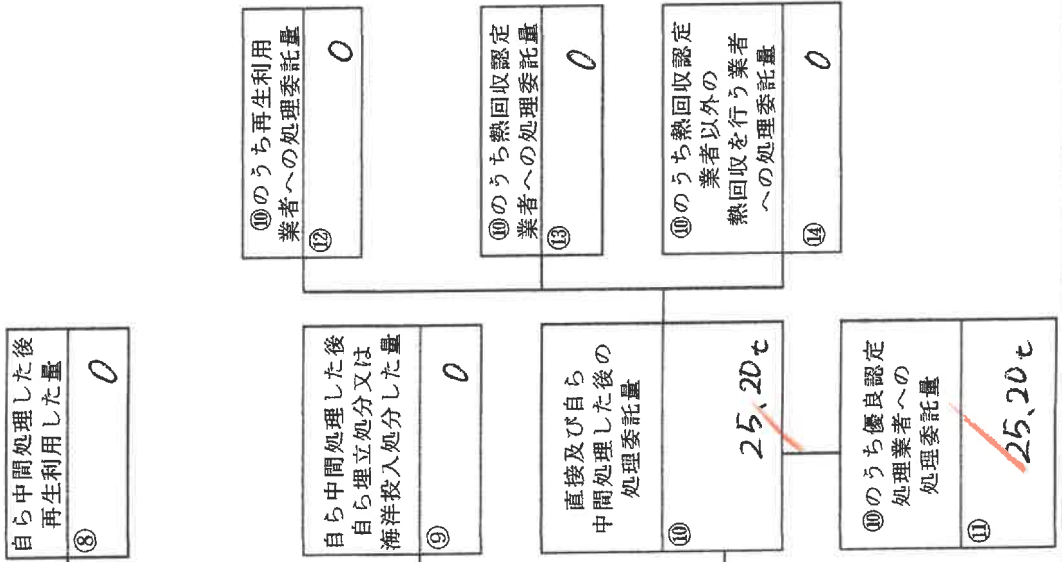 自ら中間処理した後
再生利用した量
⑧
0
自ら中間処理した後
自ら埋立処分又は
海洋投入処分した量
⑨
0
直接及び自ら
中間処理した後の
処理委託量
⑩
25.20t
⑩のうち優良認定
処理業者への
処理委託量
⑪
25.20t
⑩のうち再生利用
業者への処理委託量
⑫
0
⑩のうち熱回収認定
業者への処理委託量
⑬
0
⑩のうち熱回収認定
業者以外の
熱回収を行う業者
への処理委託量
⑭
0